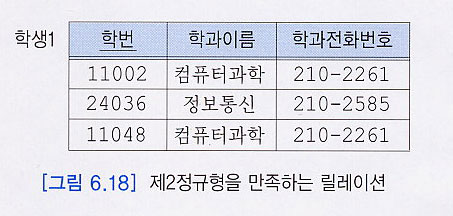 학생1
학번 학과이름 학과전화번호
11002 컴퓨터과학 210-2261
24036 정보통신 210-2585
11048 컴퓨터과학 210-2261
[그림 6.18] 제2정규형을 만족하는 릴레이션